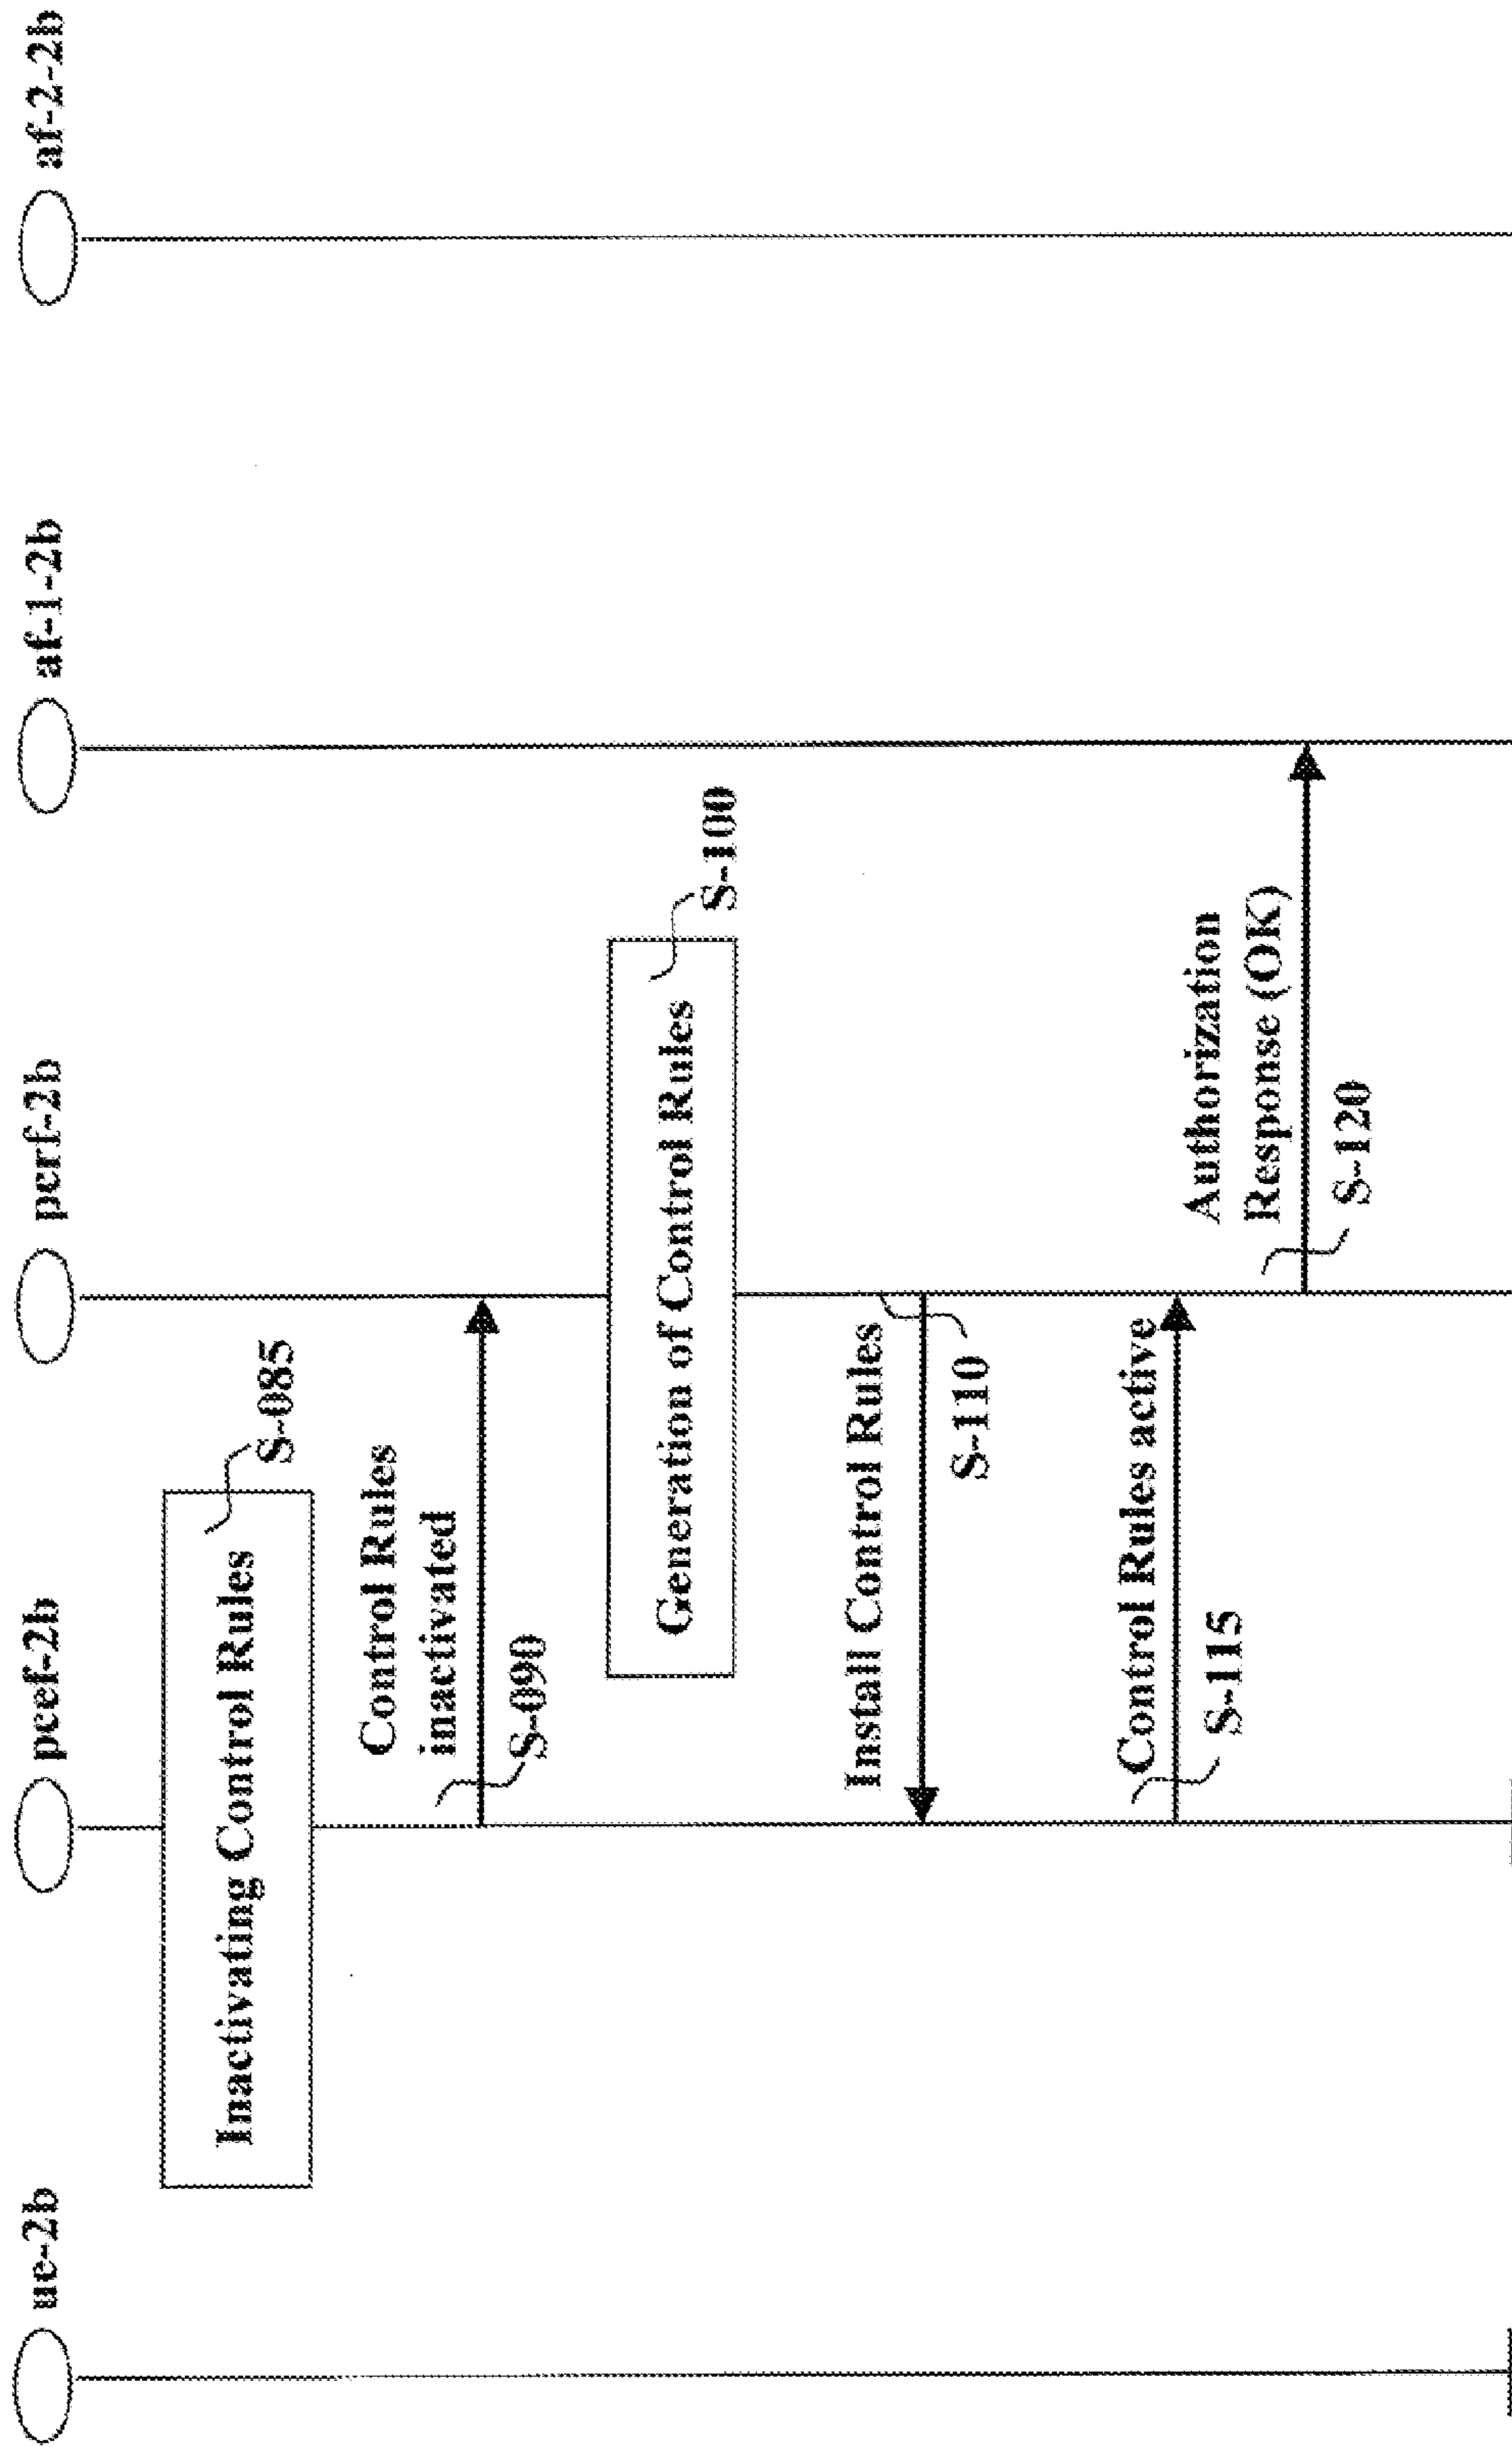 ue-2b
pcef-2b
pcrf-2b
af-1-2b
af-2-2b
Inactivating Control Rules
S-085
Control Rules
inactivated
S-090
Generation of Control Rules
S-100
Install Control Rules
S-110
Control Rules active
S-115
Authorization
Response (OK)
S-120